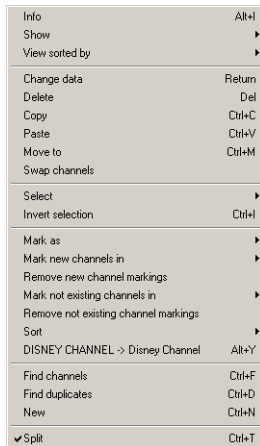 Info Alt+I
Show
View sorted by
Change data Return
Delete Del
Copy Ctrl+C
Paste Ctrl+V
Move to Ctrl+M
Swap channels
Select
Invert selection Ctrl+I
Mark as
Mark new channels in
Remove new channel markings
Mark not existing channels in
Remove not existing channel markings
Sort
DISNEY CHANNEL -> Disney Channel Alt+Y
Find channels Ctrl+F
Find duplicates Ctrl+D
New Ctrl+N
Split Ctrl+T